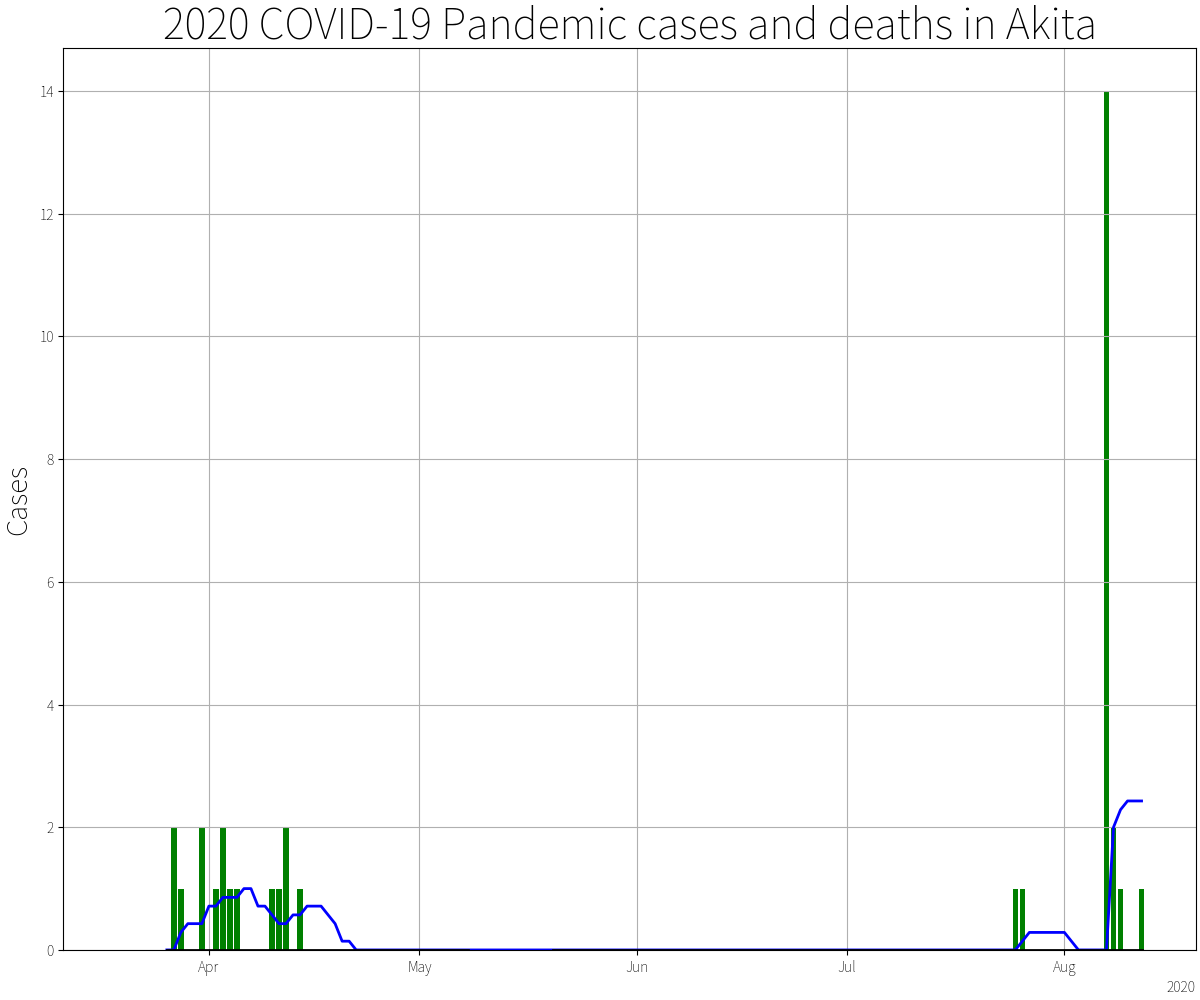 2020 COVID-19 Pandemic cases and deaths in Akita
Cases
14
12
10
8
6
4
2
0
Apr
May
Jun
Jul
Aug
2020